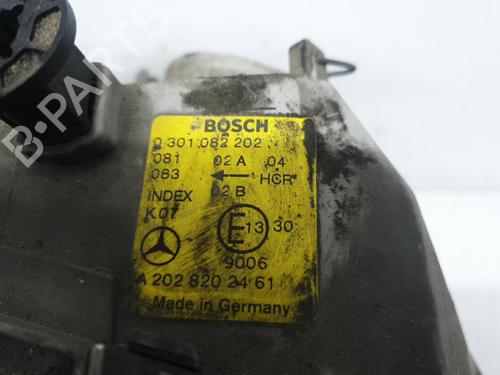 B-PARTS
BOSCH
0 301 082 202
081 02 A 04
083 ← HCR
INDEX 02 B
K07
E 13 30
9006
A 202 820 24 61
Made in Germany